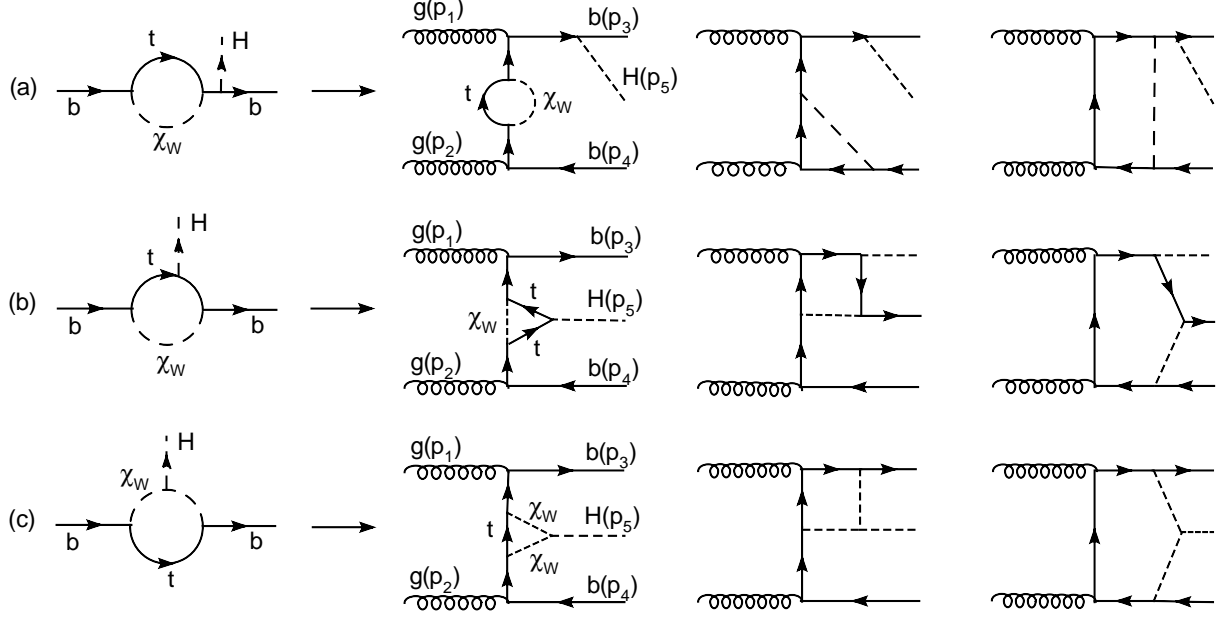 g(p1) b(p3)
t H
(a) b b t χW H(p5)
χW g(p2) b(p4)
H g(p1) b(p3)
t
(b) b b χW t t H(p5)
χW g(p2) b(p4)
H g(p1) b(p3)
χW
(c) b b t χW χW H(p5)
t g(p2) b(p4)